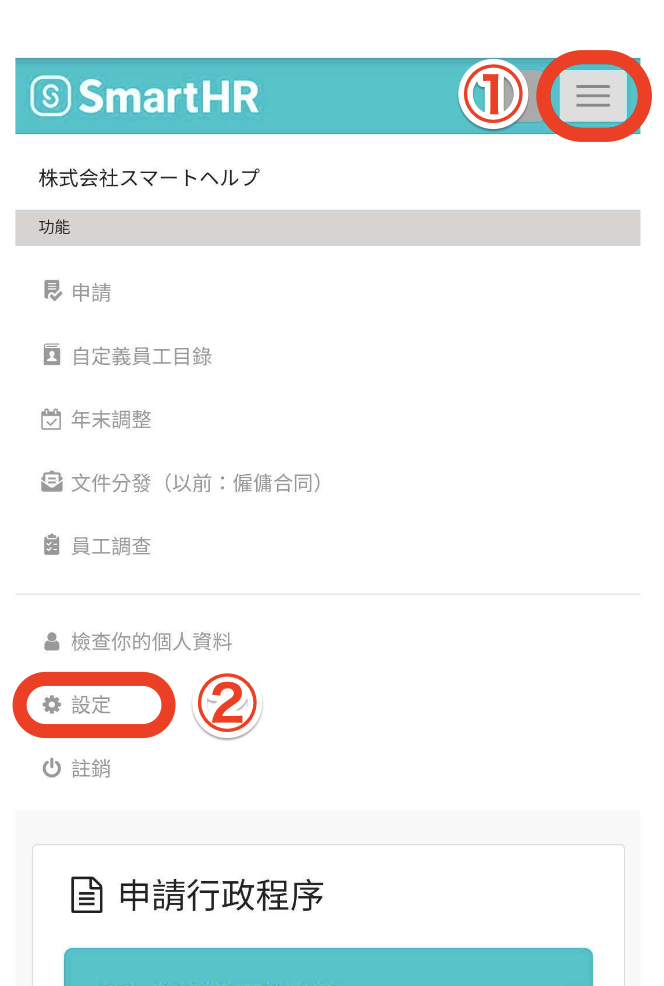 SmartHR ①
株式会社スマートヘルプ
功能
申請
自定義員工目錄
年末調整
文件分發（以前：僱傭合同）
員工調查
檢查你的個人資料
設定 ②
註銷
申請行政程序